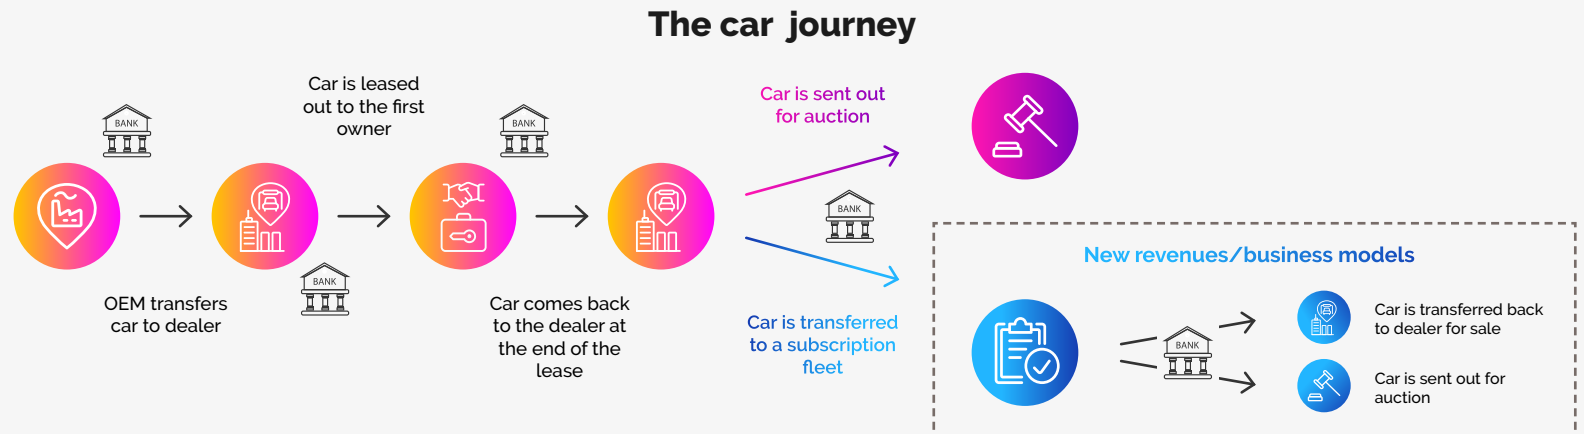 The car journey
BANK
Car is leased
out to the first
owner
BANK
OEM transfers
car to dealer
BANK
Car comes back
to the dealer at
the end of the
lease
Car is sent out
for auction
BANK
Car is transferred
to a subscription
fleet
New revenues/business models
BANK
Car is transferred back
to dealer for sale
Car is sent out for
auction